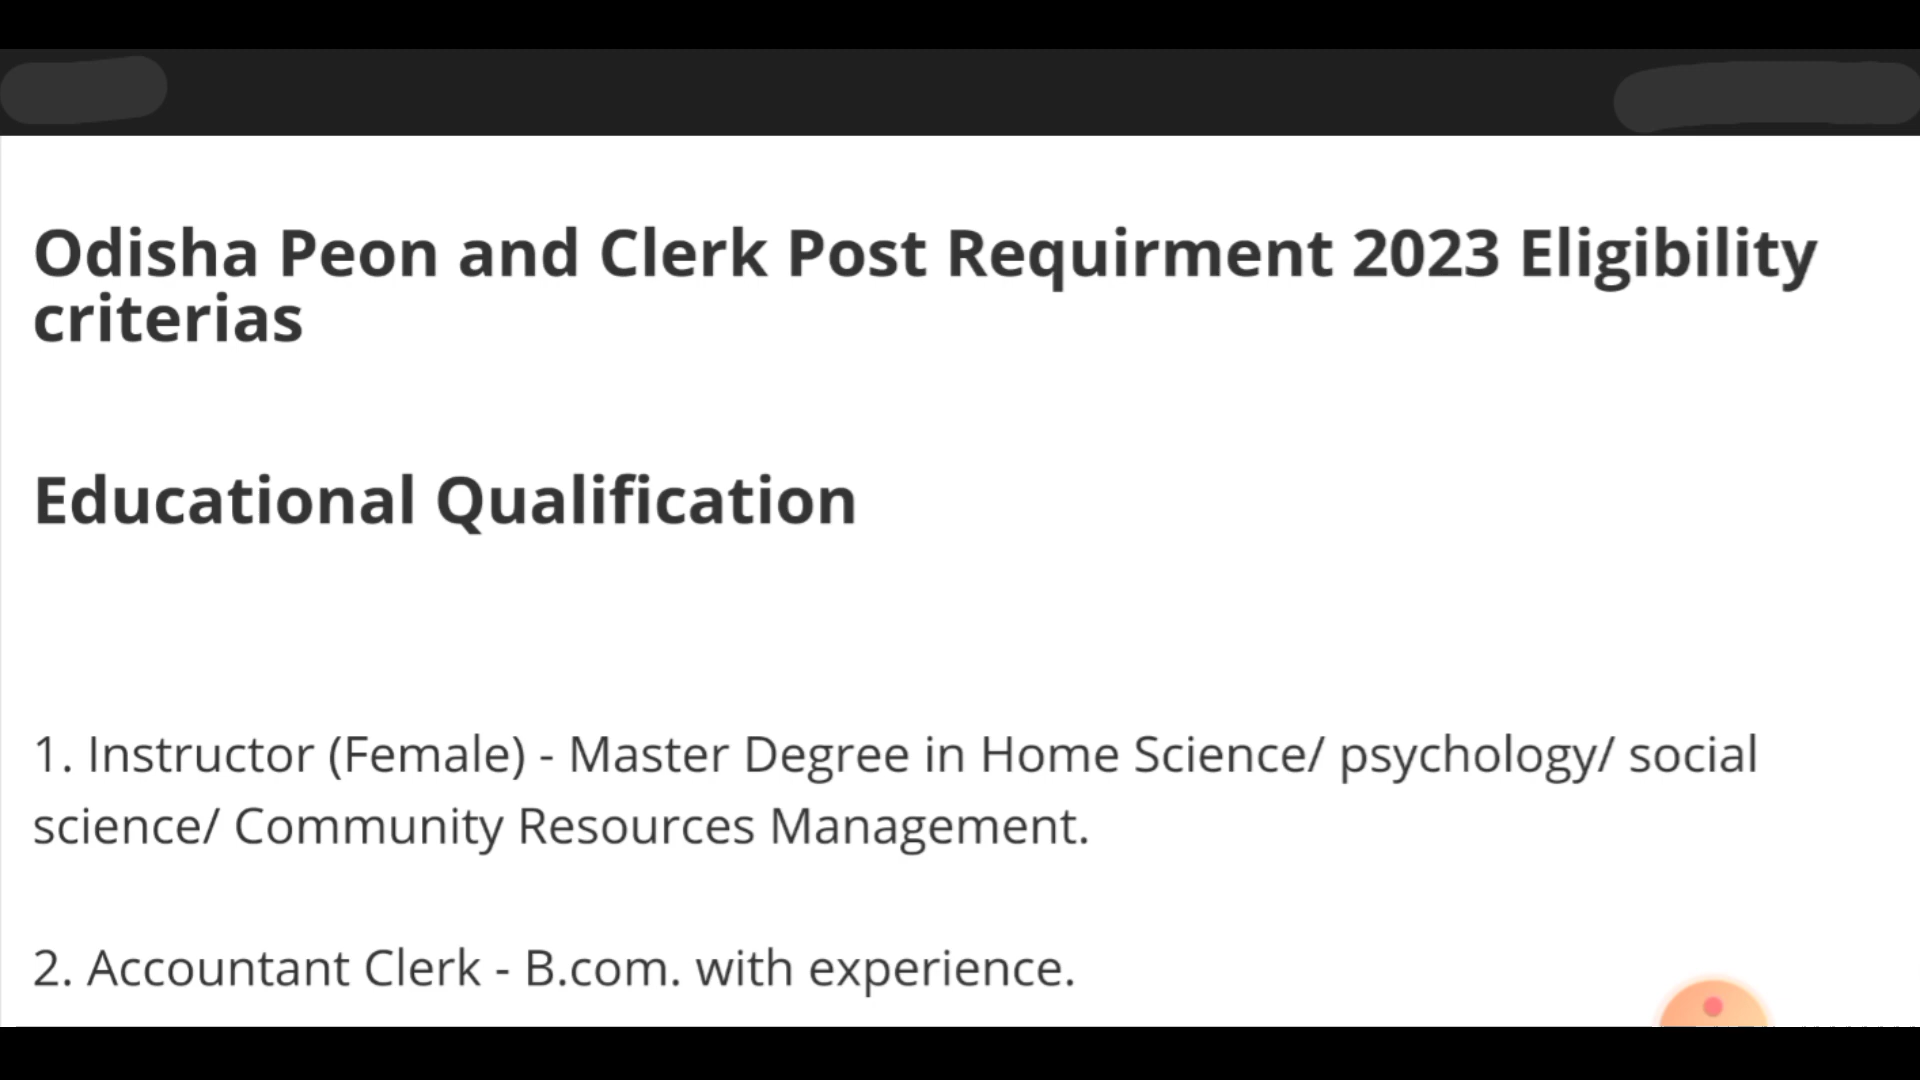 Odisha Peon and Clerk Post Requirment 2023 Eligibility
criterias
Educational Qualification
1. Instructor (Female) - Master Degree in Home Science/ psychology/ social
science/ Community Resources Management.
2. Accountant Clerk - B.com. with experience.